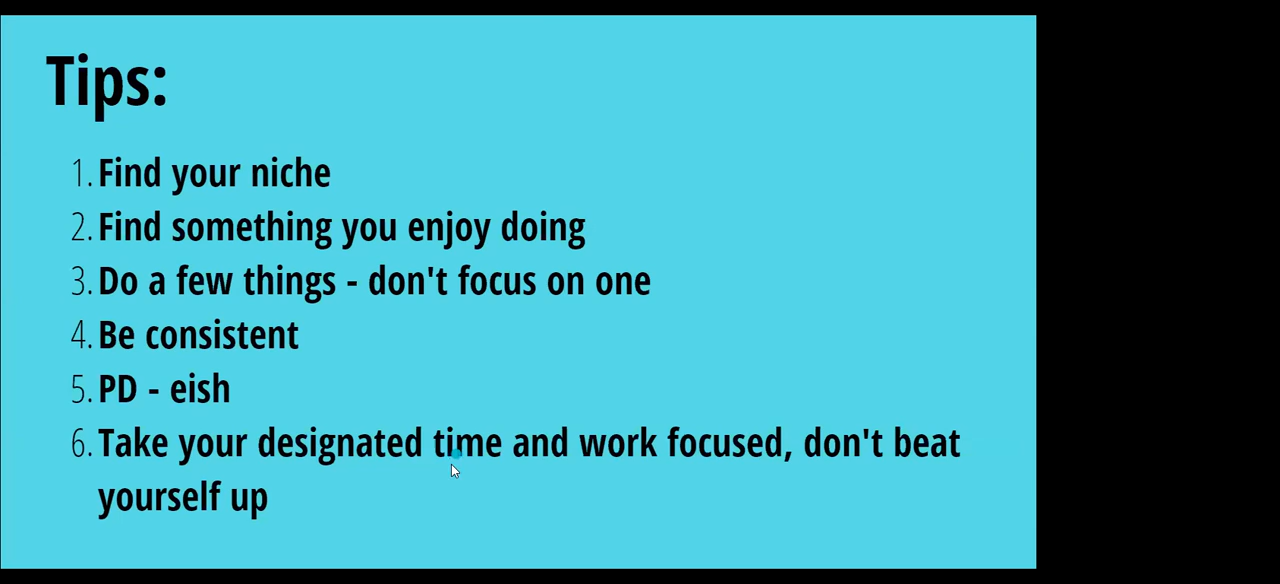 Tips:
1. Find your niche
2. Find something you enjoy doing
3. Do a few things - don't focus on one
4. Be consistent
5. PD - eish
6. Take your designated time and work focused, don't beat
yourself up